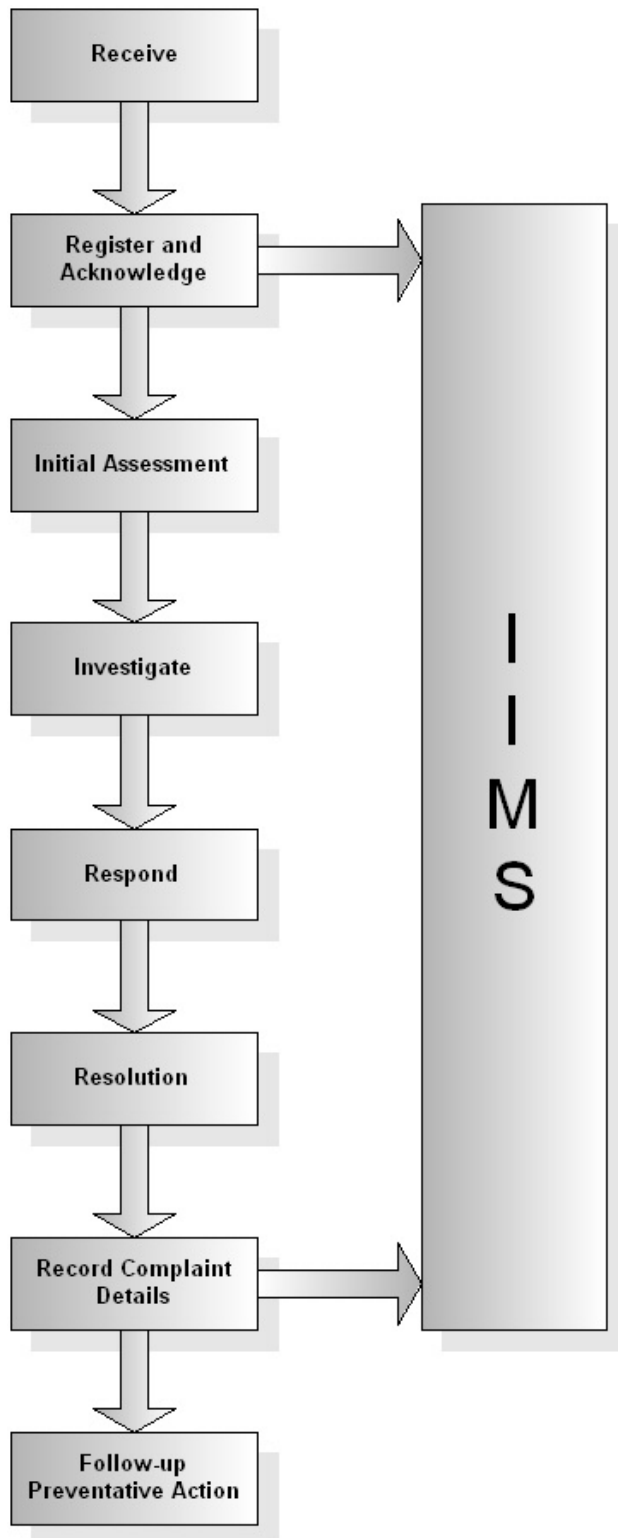 Receive
Register and
Acknowledge
Initial Assessment
Investigate
Respond
Resolution
Record Complaint
Details
Follow-up
Preventative Action
I
I
M
S